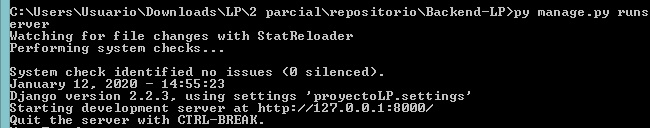 C:\Users\Usuario\Downloads\LP\2 parcial\repositorio\Backend-LP>py manage.py runs
erver
Watching for file changes with StatReloader
Performing system checks...
System check identified no issues (0 silenced).
January 12, 2020 - 14:55:23
Django version 2.2.3, using settings 'proyectoLP.settings'
Starting development server at http://127.0.0.1:8000/
Quit the server with CTRL-BREAK.